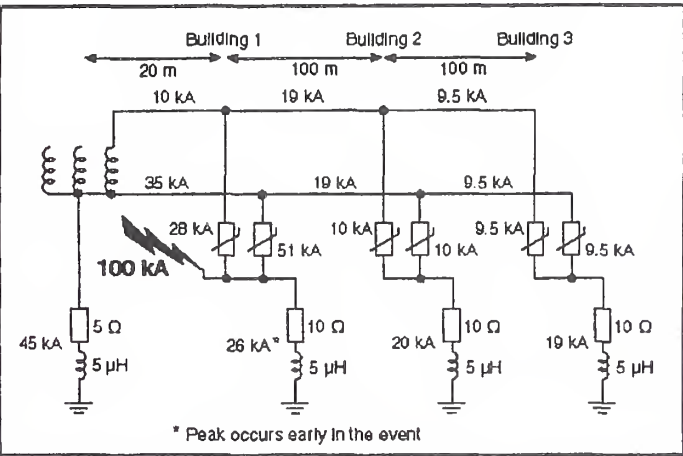 Building 1 Building 2 Building 3
20 m 100 m 100 m
10 kA 19 kA 9.5 kA
35 kA 19 kA 9.5 kA
28 kA 51 kA 10 kA 10 kA 9.5 kA 9.5 kA
100 kA
5 Ω 10 Ω 10 Ω 10 Ω
45 kA 26 kA* 20 kA 19 kA
5 µH 5 µH 5 µH 5 µH
* Peak occurs early in the event